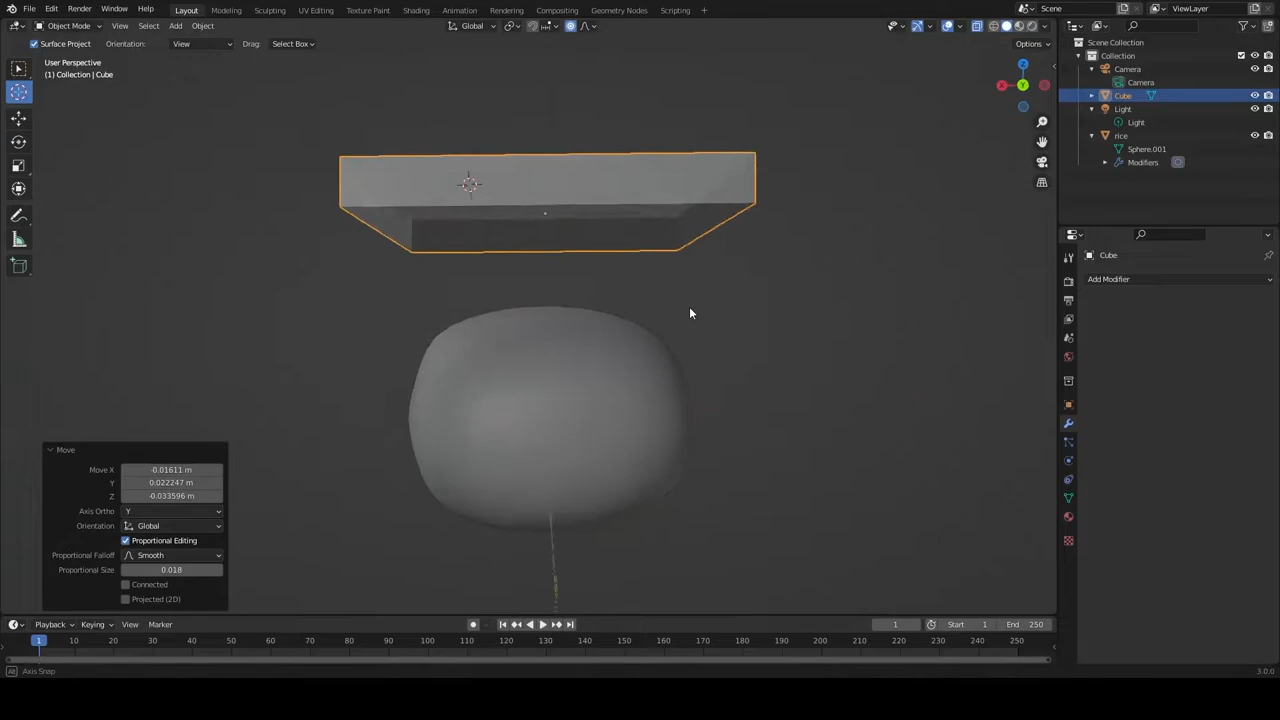 File Edit Render Window Help Layout Modeling Sculpting UV Editing Texture Paint Shading Animation Rendering Compositing Geometry Nodes Scripting + Scene ViewLayer
Object Mode View Select Add Object Global
Surface Project Orientation: View Drag: Select Box Options
User Perspective
(1) Collection | Cube
Scene Collection
Collection
Camera
Camera
Cube
Light
Light
rice
Sphere.001
Modifiers
Z
X
Y
Cube
Add Modifier
Move
Move X -0.01611 m
Y 0.022247 m
Z -0.033596 m
Axis Ortho Y
Orientation Global
Proportional Editing
Proportional Falloff Smooth
Proportional Size 0.018
Connected
Projected (2D)
Playback Keying View Marker 1 Start 1 End 250
1 10 20 30 40 50 60 70 80 90 100 110 120 130 140 150 160 170 180 190 200 210 220 230 240 250
Alt Axis Snap 3.0.0